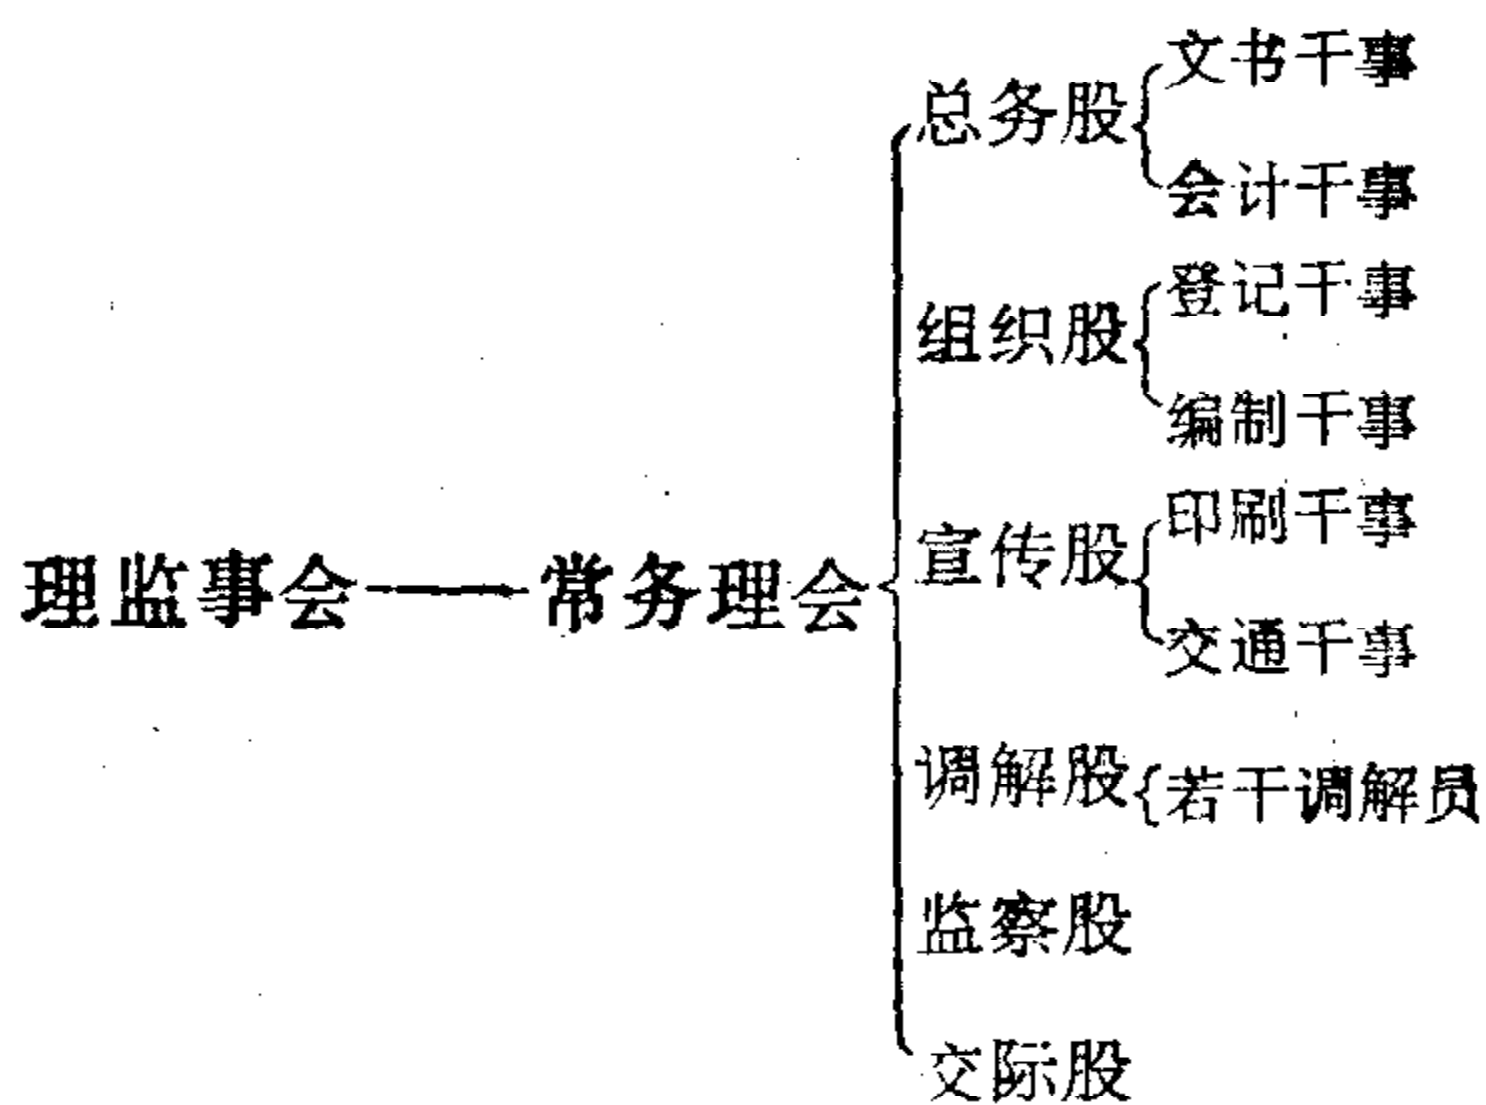 理监事会——常务理会
总务股
文书干事
会计干事
组织股
登记干事
编制干事
宣传股
印刷干事
交通干事
调解股
若干调解员
监察股
交际股